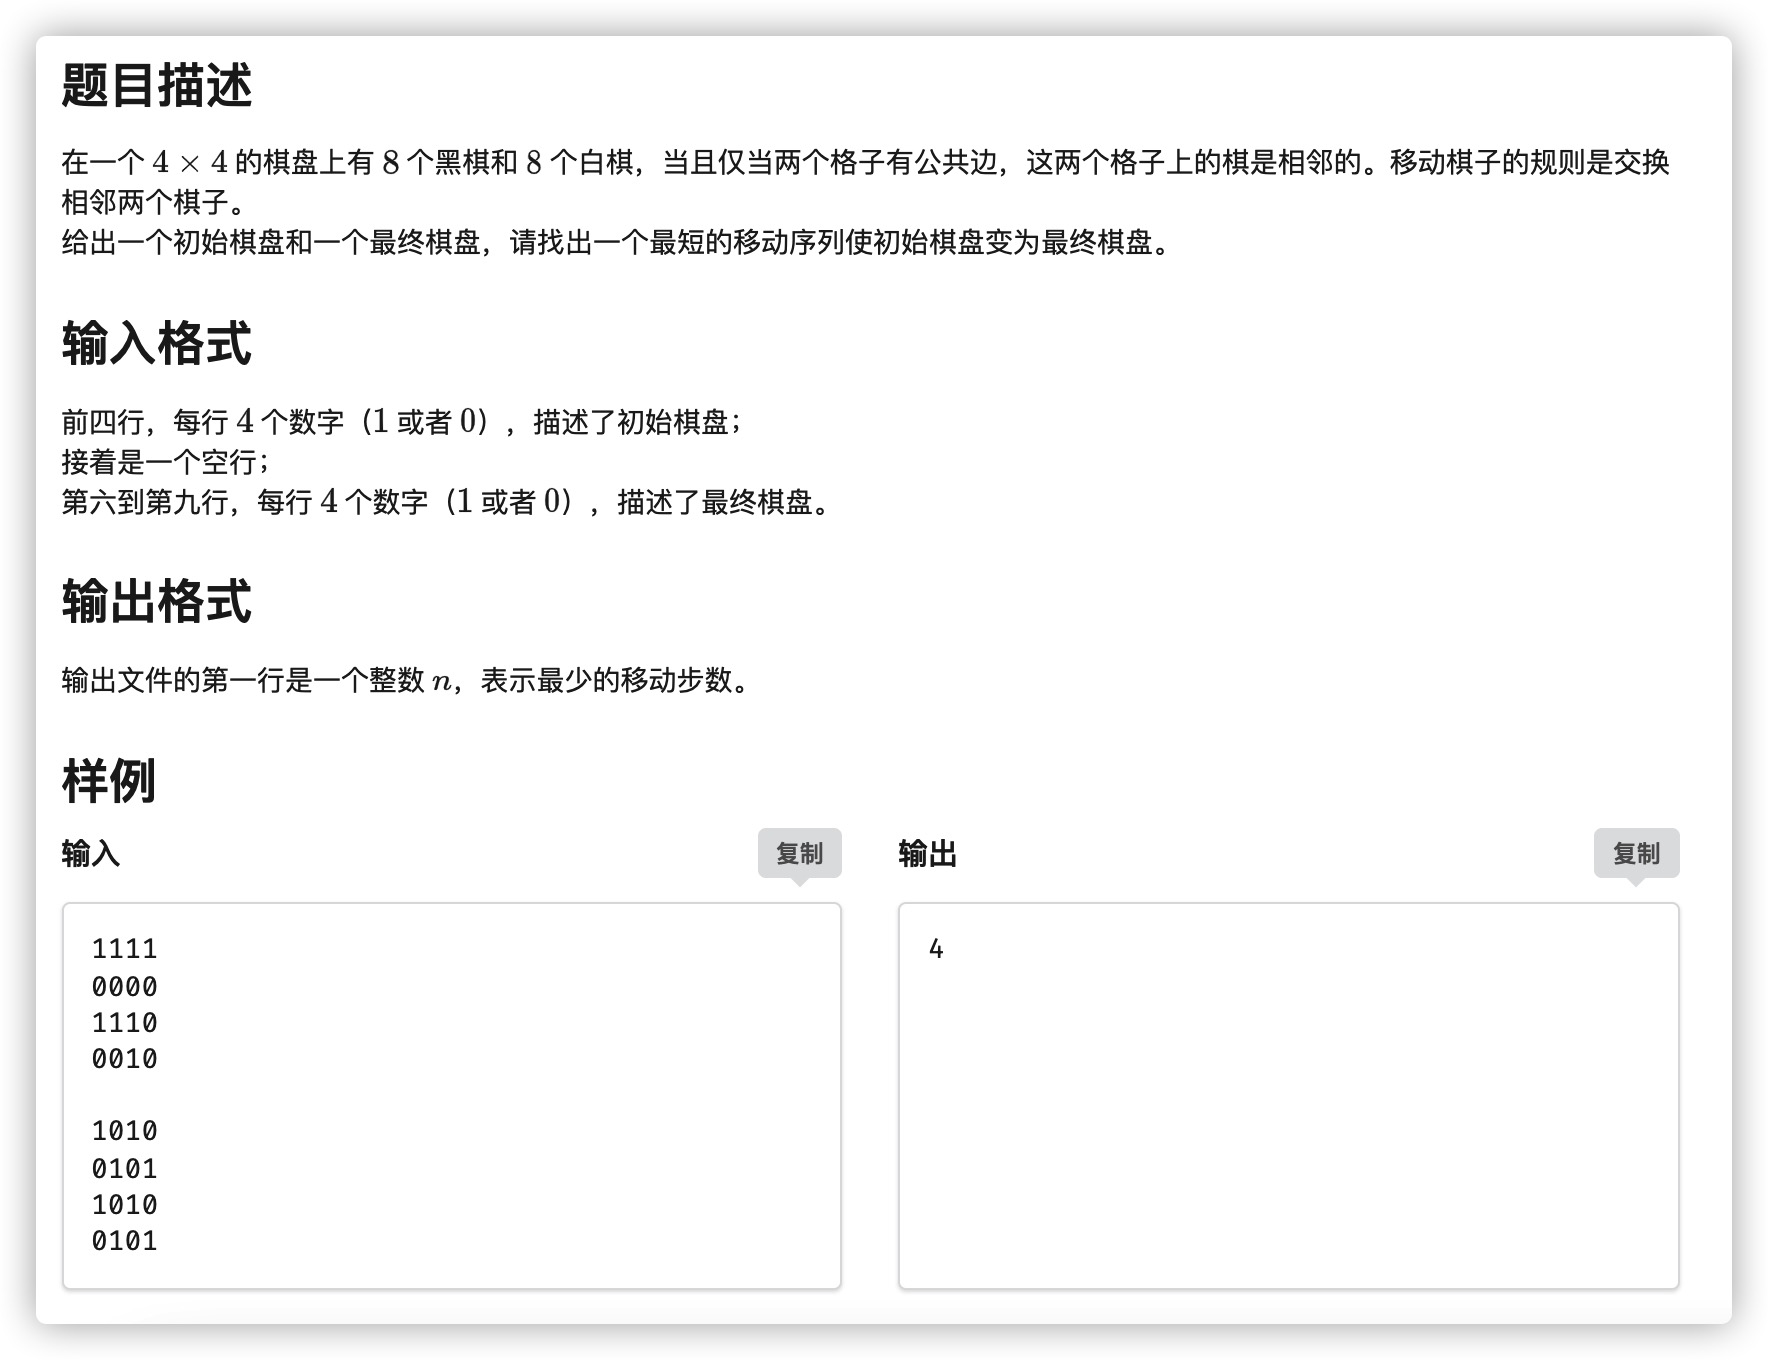 题目描述
在一个 4 × 4 的棋盘上有 8 个黑棋和 8 个白棋，当且仅当两个格子有公共边，这两个格子上的棋是相邻的。移动棋子的规则是交换
相邻两个棋子。
给出一个初始棋盘和一个最终棋盘，请找出一个最短的移动序列使初始棋盘变为最终棋盘。
输入格式
前四行，每行 4 个数字（1 或者 0），描述了初始棋盘；
接着是一个空行；
第六到第九行，每行 4 个数字（1 或者 0），描述了最终棋盘。
输出格式
输出文件的第一行是一个整数 n，表示最少的移动步数。
样例
输入
复制
1111
0000
1110
0010

1010
0101
1010
0101
输出
复制
4